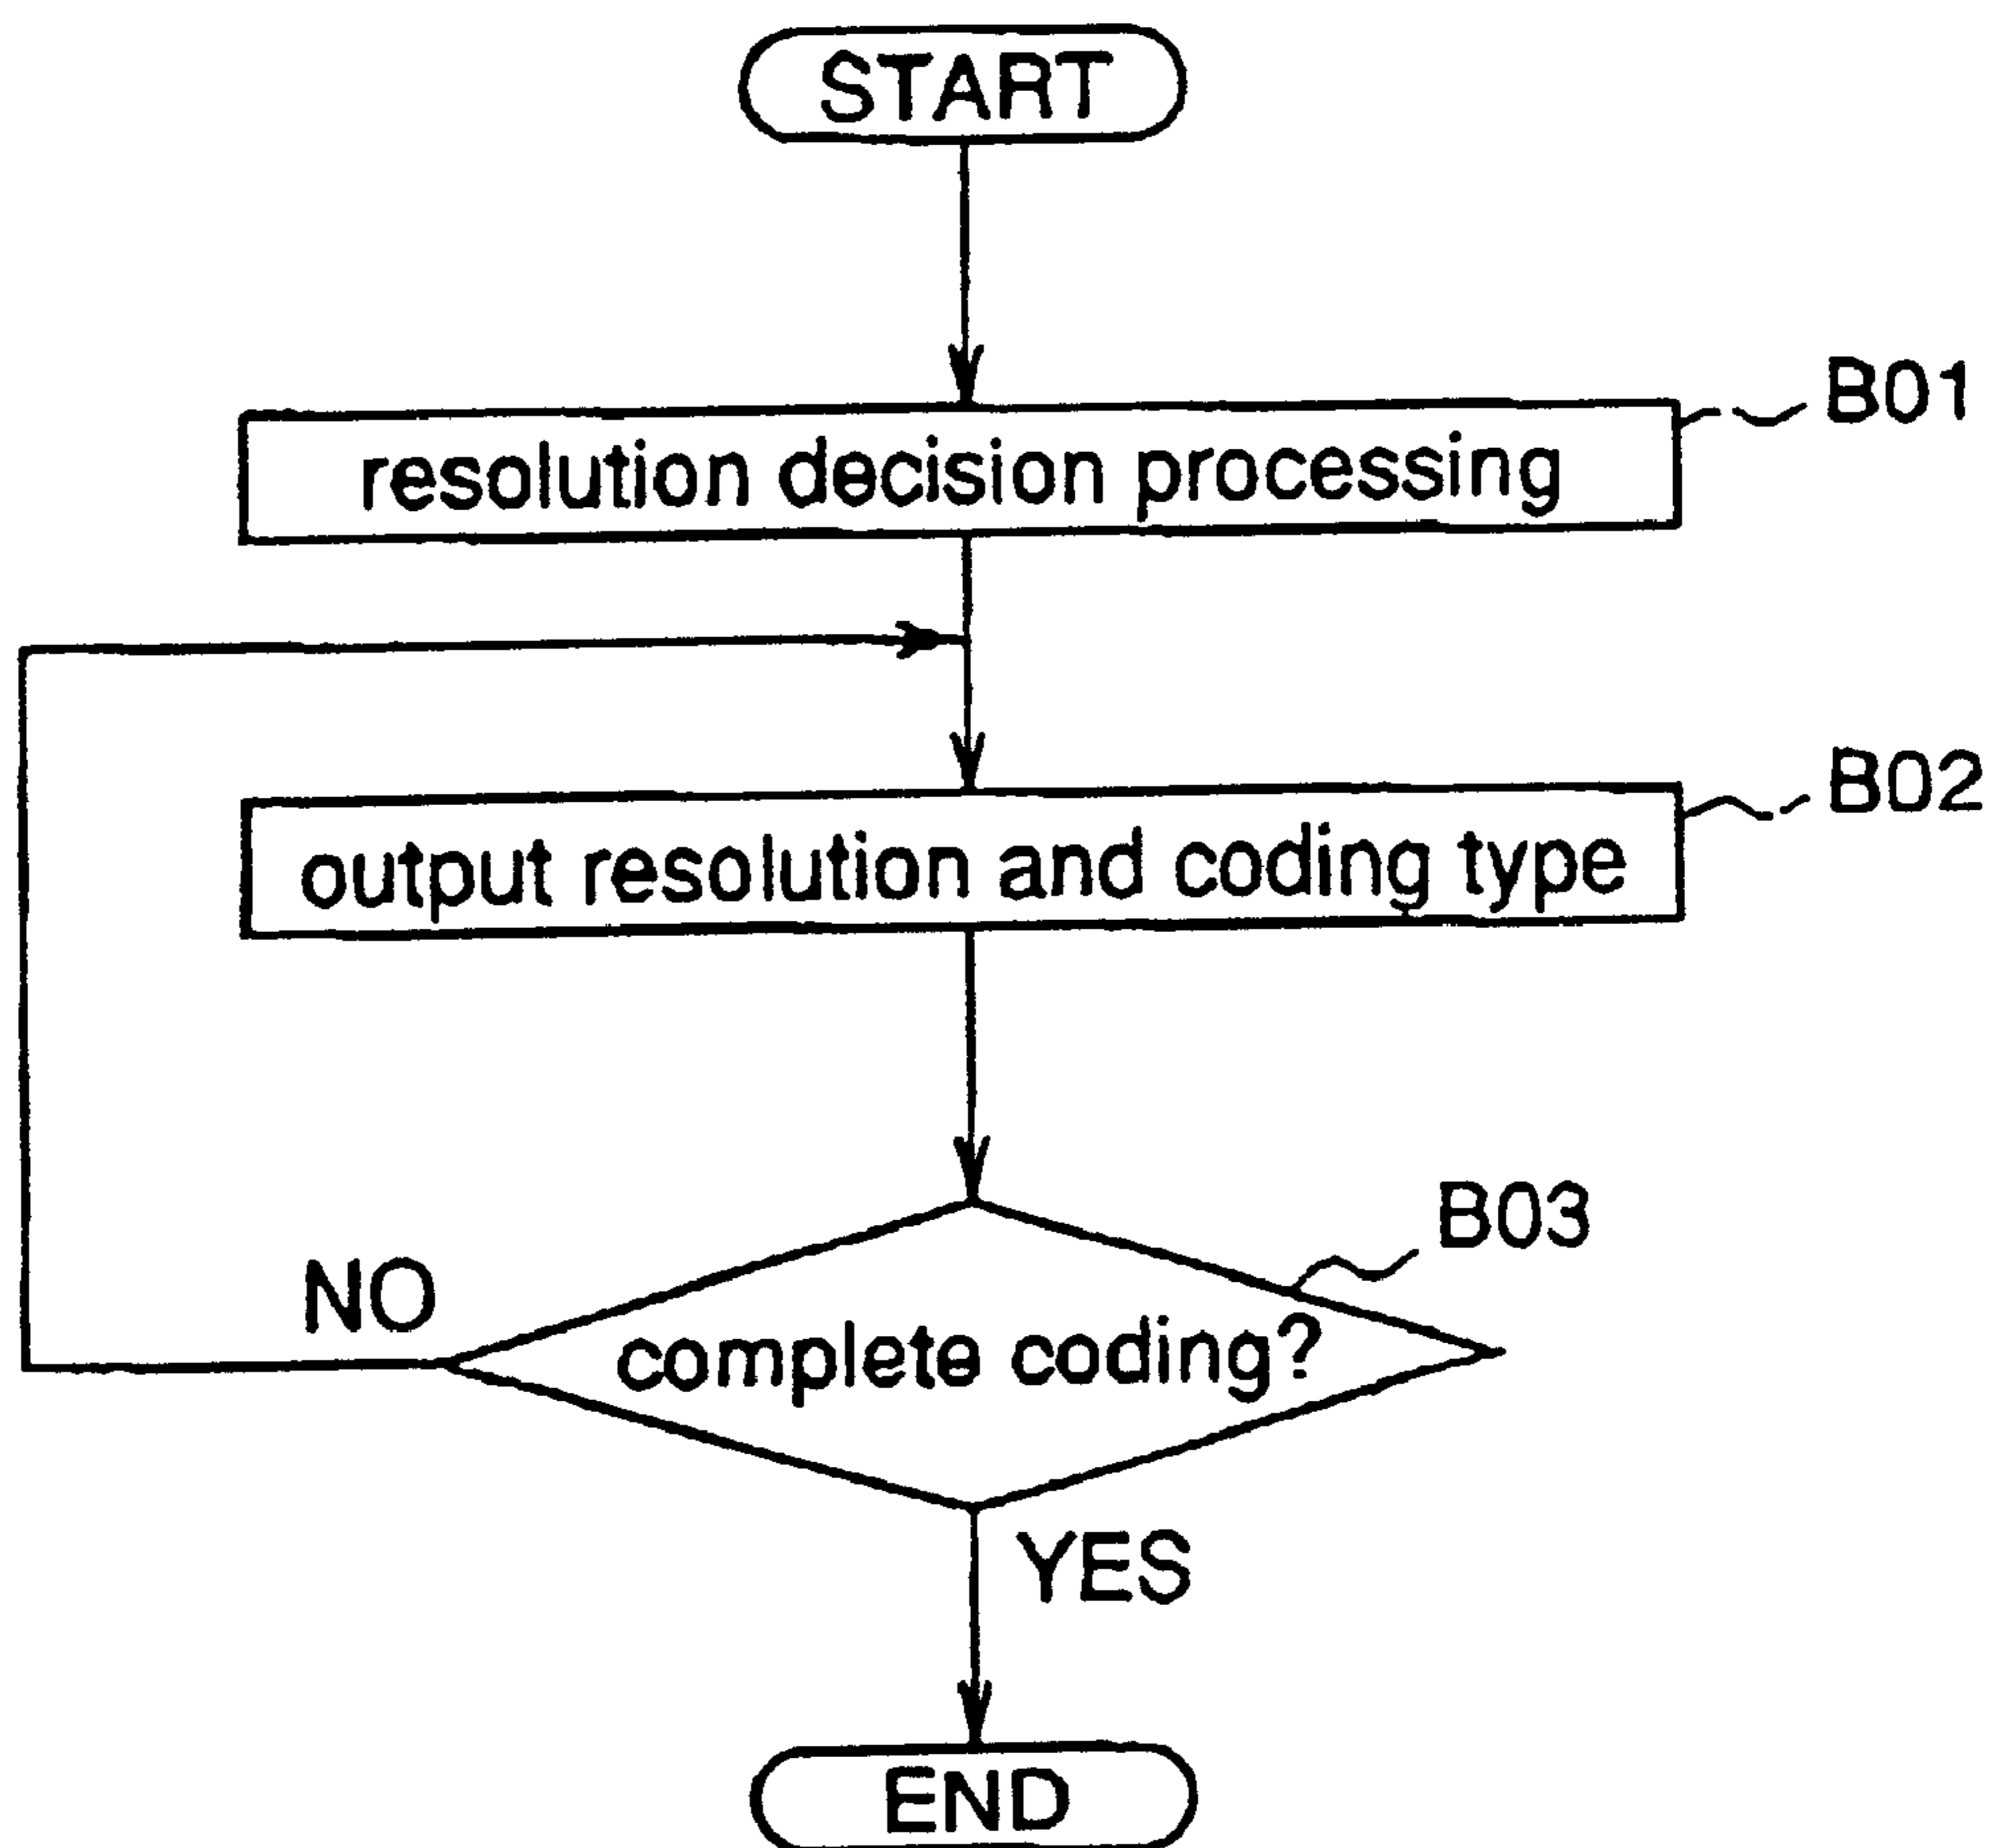 START
B01
resolution decision processing
B02
output resolution and coding type
B03
NO
complete coding?
YES
END